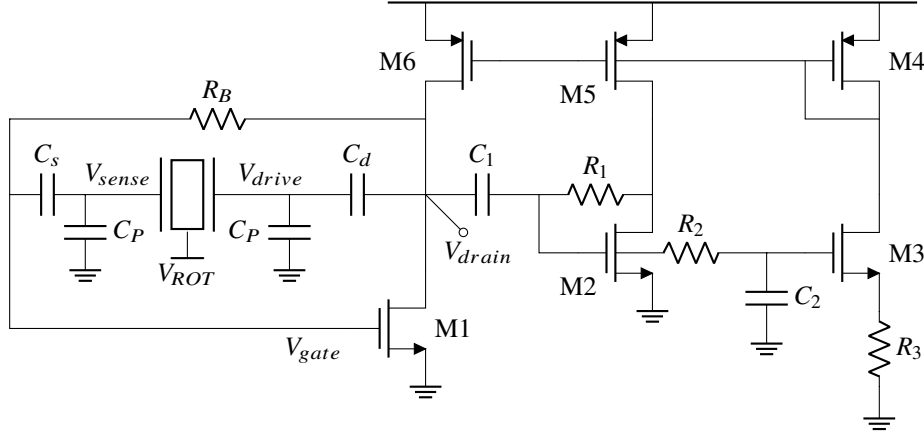 M6
M5
M4
R_B
C_s
V_sense
V_drive
C_d
C_1
R_1
C_P
C_P
V_ROT
V_drain
M2
R_2
M3
C_2
V_gate
M1
R_3